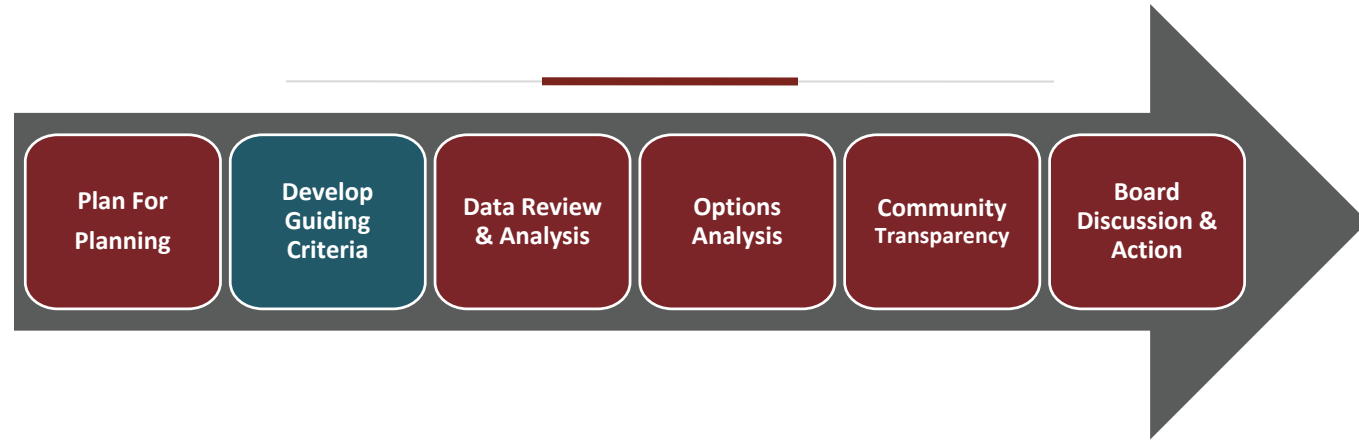 Plan For
Planning
Develop
Guiding
Criteria
Data Review
& Analysis
Options
Analysis
Community
Transparency
Board
Discussion &
Action